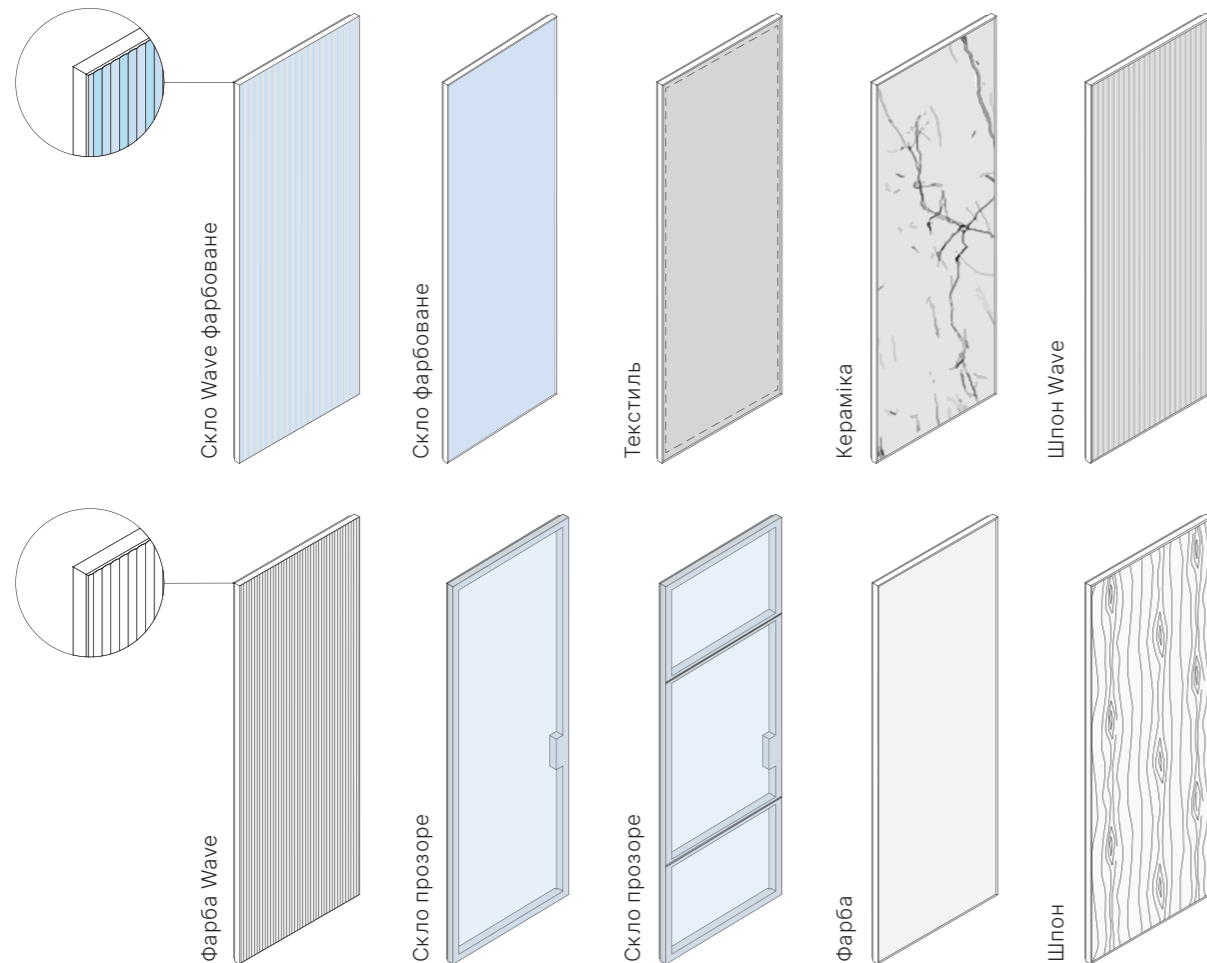 Скло Wave фарбоване
Скло фарбоване
Текстиль
Кераміка
Шпон Wave
Фарба Wave
Скло прозоре
Скло прозоре
Фарба
Шпон